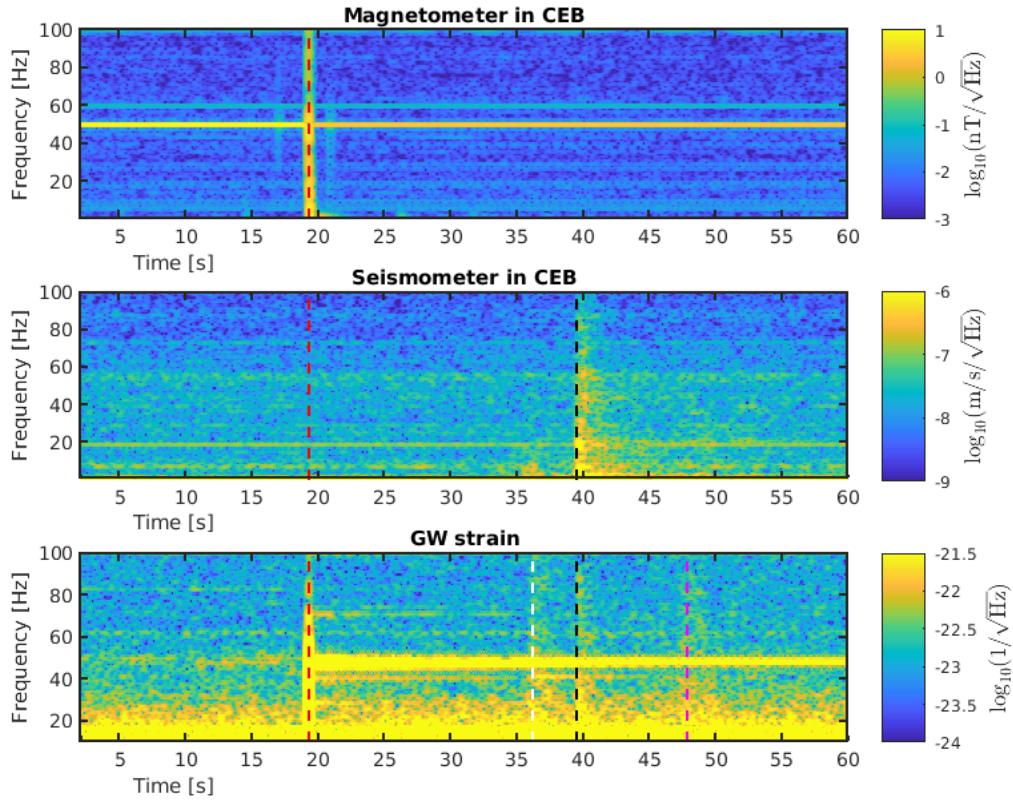 Magnetometer in CEB
Frequency [Hz]
100
80
60
40
20
5 10 15 20 25 30 35 40 45 50 55 60
Time [s]
1
0
-1
-2
-3
log₁₀(nT/√Hz)
Seismometer in CEB
Frequency [Hz]
100
80
60
40
20
5 10 15 20 25 30 35 40 45 50 55 60
Time [s]
-6
-7
-8
-9
log₁₀(m/s/√Hz)
GW strain
Frequency [Hz]
100
80
60
40
20
5 10 15 20 25 30 35 40 45 50 55 60
Time [s]
-21.5
-22
-22.5
-23
-23.5
-24
log₁₀(1/√Hz)